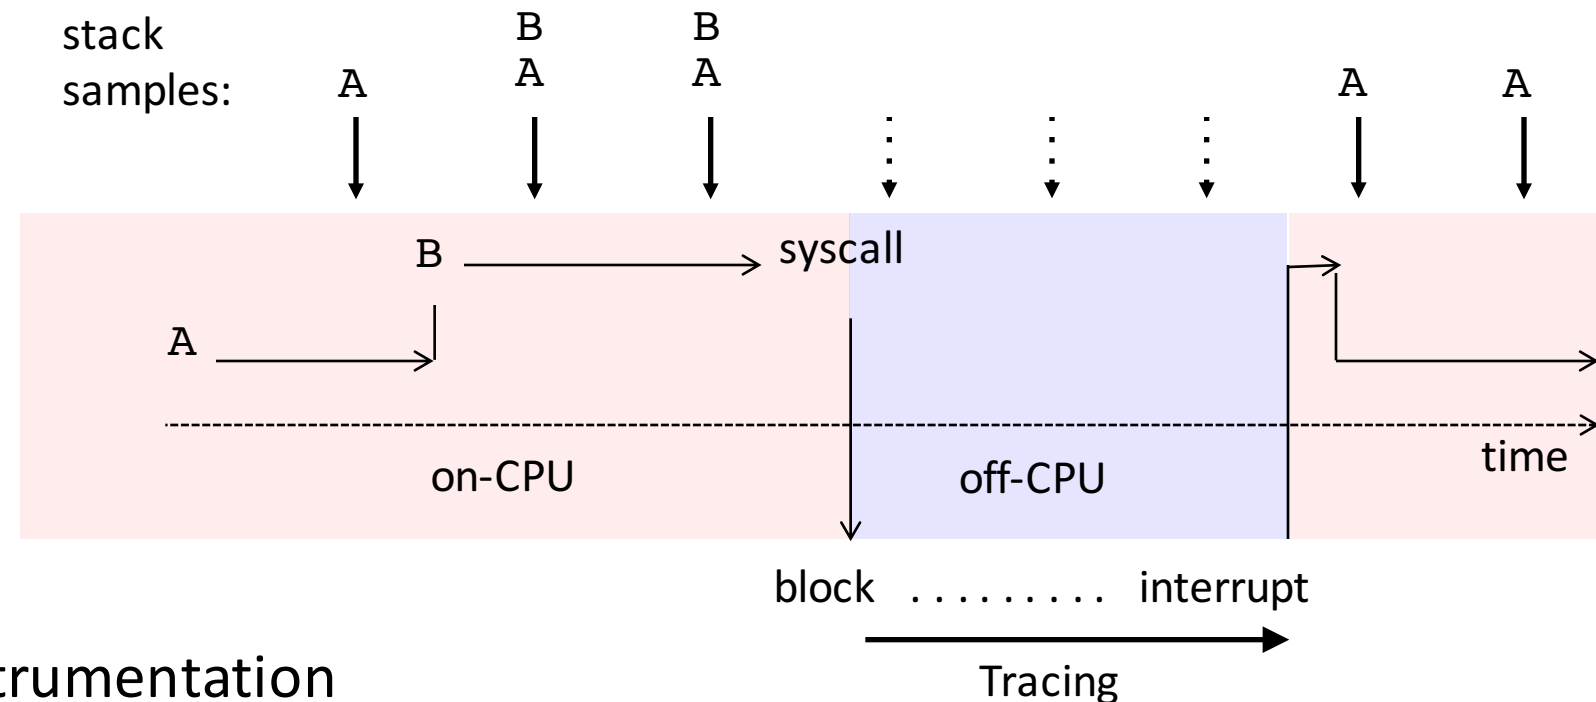 stack
samples:
A
B
A
B
A
A
A
B
syscall
A
time
on-CPU
off-CPU
block ......... interrupt
Tracing
trumentation